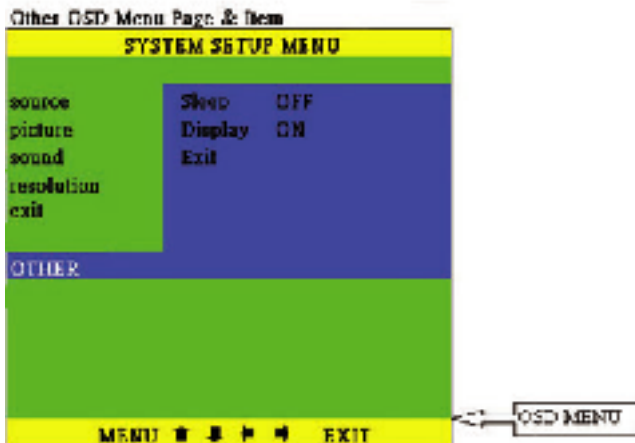 Other OSD Menu Page & Item
SYSTEM SETUP MENU
source Sleep OFF
picture Display ON
sound Exit
resolution
exit
OTHER
OSD MENU
MENU ⬆ ⬇ ⬅ ➡ EXIT